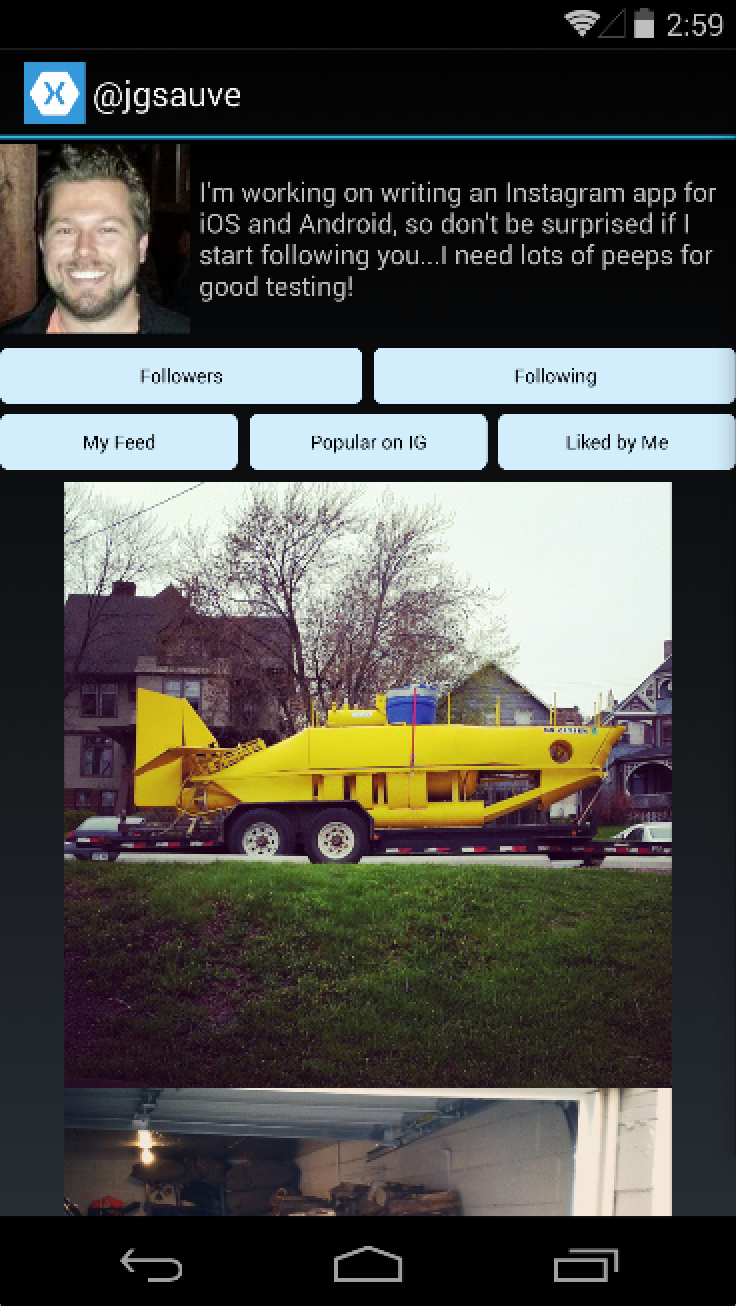 2:59
@jgsauve
I'm working on writing an Instagram app for
iOS and Android, so don't be surprised if I
start following you...I need lots of peeps for
good testing!
Followers
Following
My Feed
Popular on IG
Liked by Me